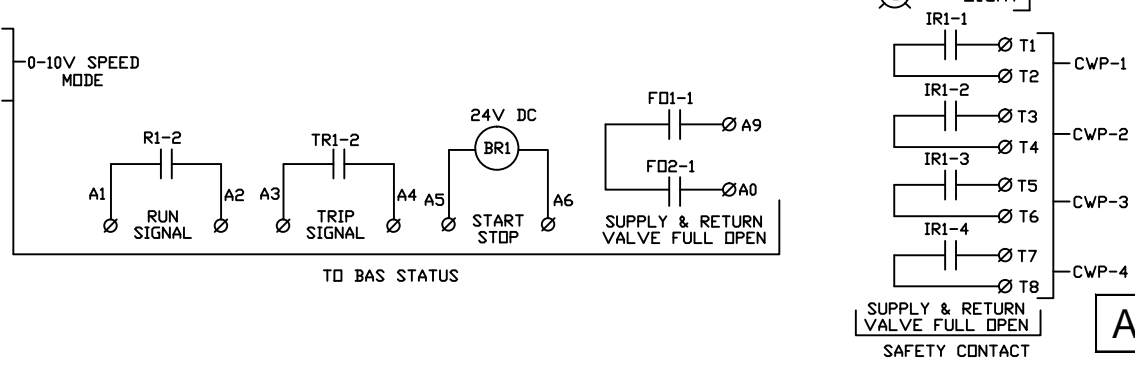 0-10V SPEED
MODE
R1-2
A1
A2
RUN
SIGNAL
TR1-2
A3
A4
TRIP
SIGNAL
24V DC
BR1
A5
A6
START
STOP
FO1-1
A9
FO2-1
A0
SUPPLY & RETURN
VALVE FULL OPEN
TO BAS STATUS
IR1-1
T1
T2
CWP-1
IR1-2
T3
T4
CWP-2
IR1-3
T5
T6
CWP-3
IR1-4
T7
T8
CWP-4
SUPPLY & RETURN
VALVE FULL OPEN
SAFETY CONTACT
A